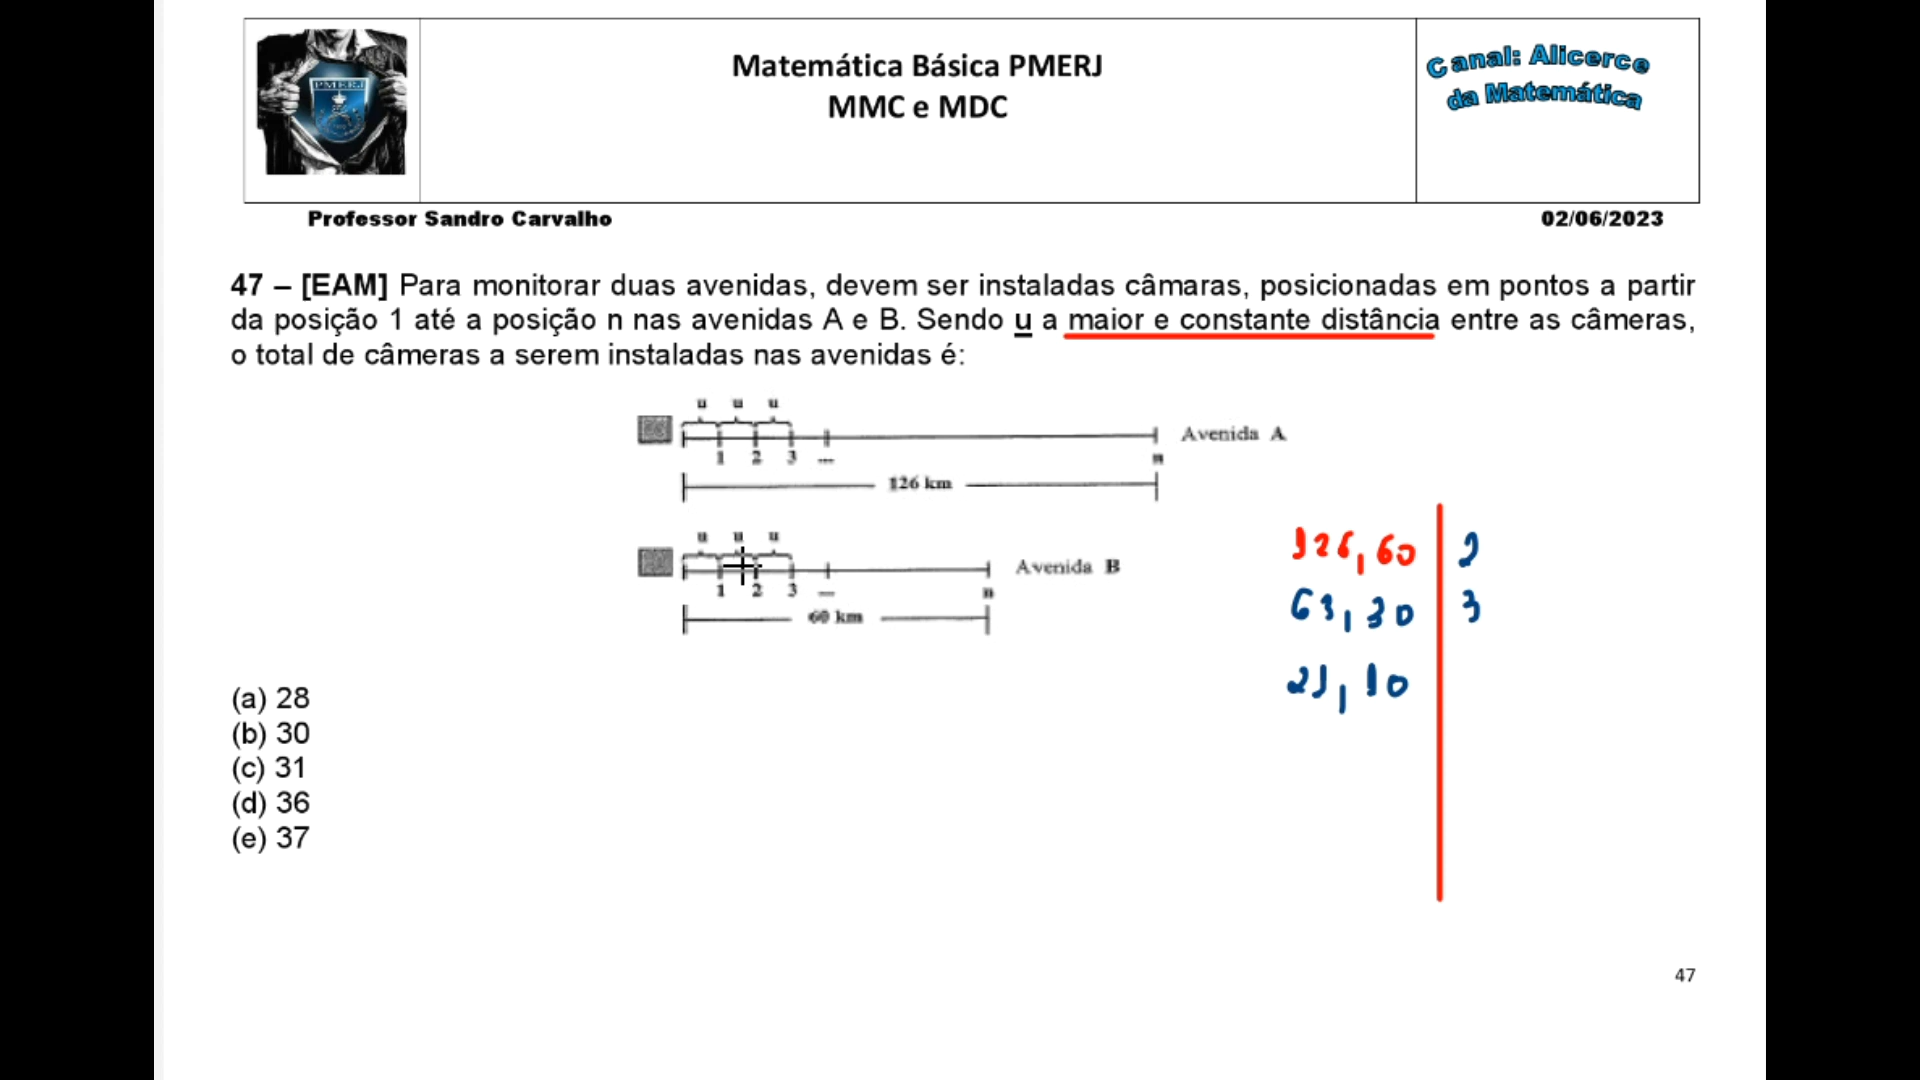 PMERJ
Matemática Básica PMERJ
MMC e MDC
Canal: Alicerce
da Matemática
Professor Sandro Carvalho
02/06/2023
47 – [EAM] Para monitorar duas avenidas, devem ser instaladas câmaras, posicionadas em pontos a partir
da posição 1 até a posição n nas avenidas A e B. Sendo u a maior e constante distância entre as câmeras,
o total de câmeras a serem instaladas nas avenidas é:
u u u
Avenida A
1 2 3 ... n
126 km
u u u
Avenida B
1 2 3 ... n
60 km
126, 60 2
63, 30 3
21, 10
(a) 28
(b) 30
(c) 31
(d) 36
(e) 37
47